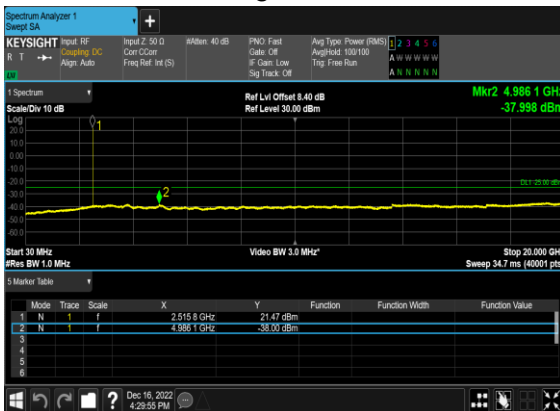 Spectrum Analyzer 1
Swept SA
KEYSIGHT Input: RF Input Z: 50 Ω #Atten: 40 dB PNO: Fast Avg Type: Power (RMS) 1 2 3 4 5 6
R T Coupling: DC Corr CCorr Gate: Off Avg|Hold: 100/100 A W W W W W
Align: Auto Freq Ref: Int (S) IF Gain: Low Trig: Free Run
LV Sig Track: Off A N N N N N
1 Spectrum Ref Lvl Offset 8.40 dB Mkr2 4.986 1 GHz
Scale/Div 10 dB Ref Level 30.00 dBm -37.998 dBm
Log
20.0
1
10.0
0.00
-10.0
-20.0
DL1 -25.00 dBm
-30.0
2
-40.0
-50.0
-60.0
Start 30 MHz Video BW 3.0 MHz* Stop 20.000 GHz
#Res BW 1.0 MHz Sweep 34.7 ms (40001 pts)
5 Marker Table
Mode Trace Scale X Y Function Function Width Function Value
1 N 1 f 2.515 8 GHz 21.47 dBm
2 N 1 f 4.986 1 GHz -38.00 dBm
3
4
5
6
? Dec 16, 2022
4:29:55 PM